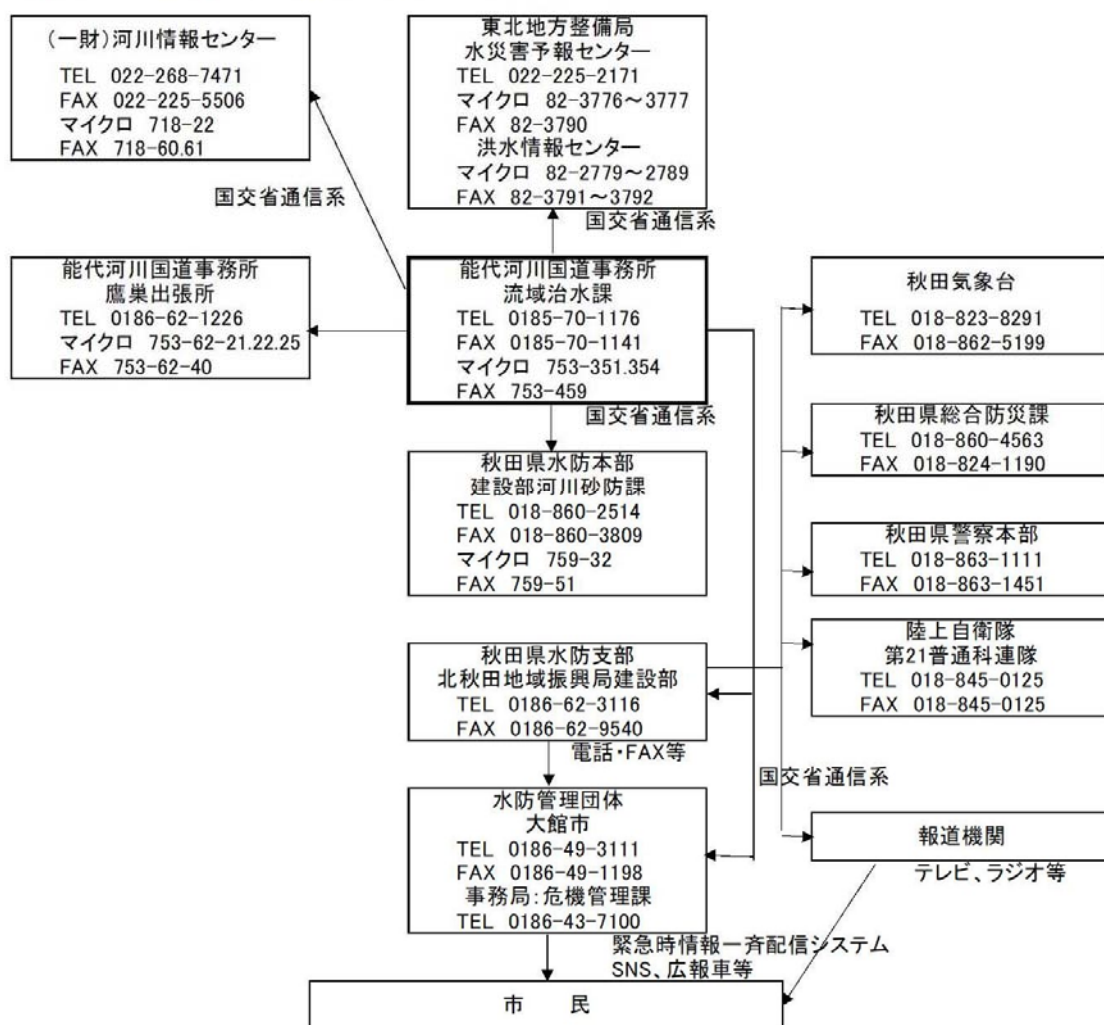 (一財)河川情報センター
TEL 022-268-7471
FAX 022-225-5506
マイクロ 718-22
FAX 718-60.61
国交省通信系
東北地方整備局
水災害予報センター
TEL 022-225-2171
マイクロ 82-3776～3777
FAX 82-3790
洪水情報センター
マイクロ 82-2779～2789
FAX 82-3791～3792
国交省通信系
能代河川国道事務所
鷹巣出張所
TEL 0186-62-1226
マイクロ 753-62-21.22.25
FAX 753-62-40
能代河川国道事務所
流域治水課
TEL 0185-70-1176
FAX 0185-70-1141
マイクロ 753-351.354
FAX 753-459
国交省通信系
秋田気象台
TEL 018-823-8291
FAX 018-862-5199
秋田県水防本部
建設部河川砂防課
TEL 018-860-2514
FAX 018-860-3809
マイクロ 759-32
FAX 759-51
秋田県総合防災課
TEL 018-860-4563
FAX 018-824-1190
秋田県警察本部
TEL 018-863-1111
FAX 018-863-1451
秋田県水防支部
北秋田地域振興局建設部
TEL 0186-62-3116
FAX 0186-62-9540
電話・FAX等
陸上自衛隊
第21普通科連隊
TEL 018-845-0125
FAX 018-845-0125
国交省通信系
水防管理団体
大館市
TEL 0186-49-3111
FAX 0186-49-1198
事務局:危機管理課
TEL 0186-43-7100
報道機関
テレビ、ラジオ等
緊急時情報一斉配信システム
SNS、広報車等
市 民